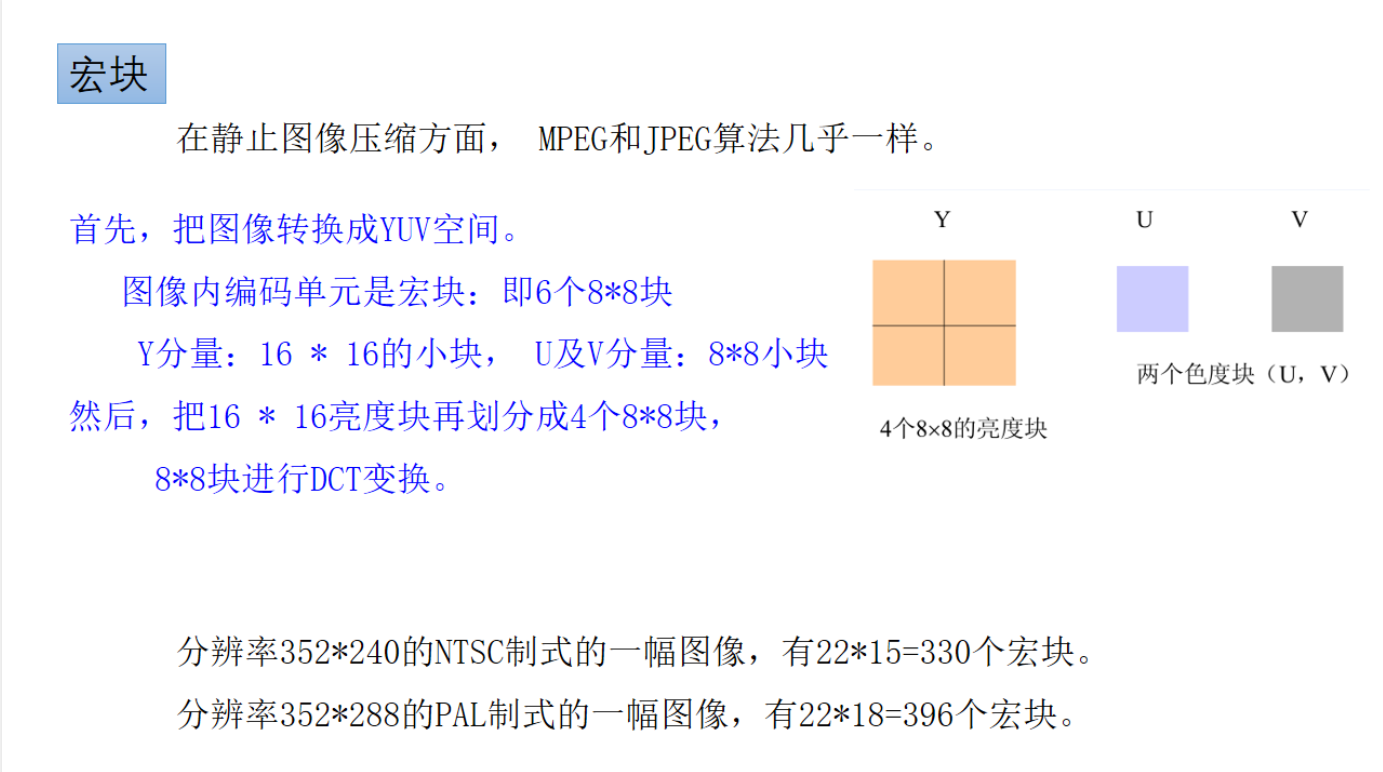 宏块
在静止图像压缩方面， MPEG和JPEG算法几乎一样。
首先，把图像转换成YUV空间。
图像内编码单元是宏块：即6个8*8块
Y分量：16 * 16的小块， U及V分量：8*8小块
然后，把16 * 16亮度块再划分成4个8*8块，
8*8块进行DCT变换。
Y U V
两个色度块（U，V）
4个8×8的亮度块
分辨率352*240的NTSC制式的一幅图像，有22*15=330个宏块。
分辨率352*288的PAL制式的一幅图像，有22*18=396个宏块。